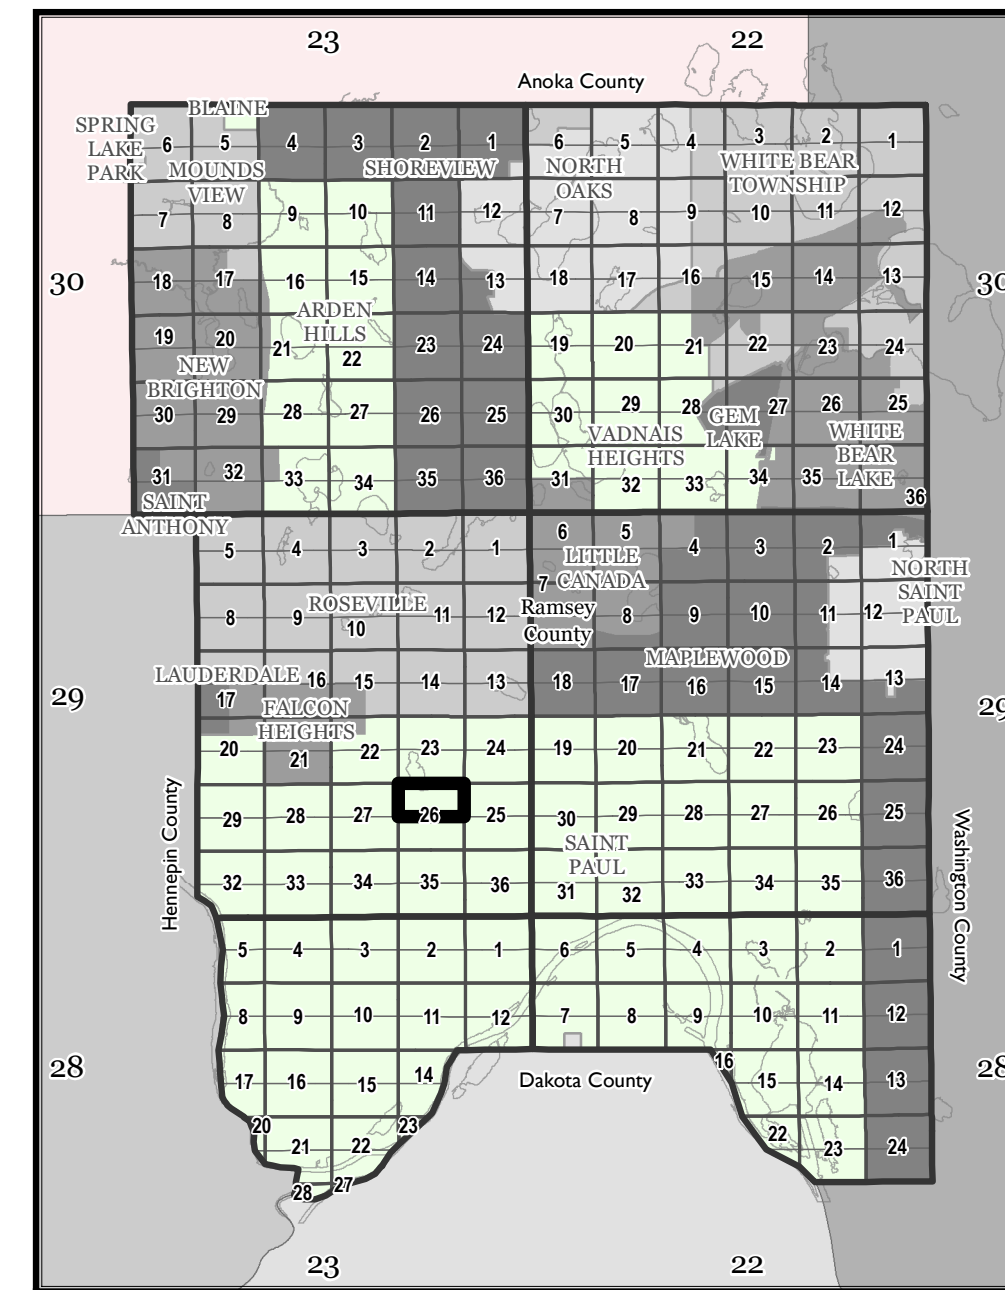 23 22
Anoka County
BLAINE
SPRING
LAKE
PARK
6 5 4 3 2 1 6 5 4 3 2 1
MOUNDS
VIEW
SHOREVIEW
NORTH
OAKS
WHITE BEAR
TOWNSHIP
7 8 9 10 11 12 7 8 9 10 11 12
30 18 17 16 15 14 13 18 17 16 15 14 13 30
ARDEN
HILLS
19 20 21 22 23 24 19 20 21 22 23 24
NEW
BRIGHTON
30 29 28 27 26 25 30 29 28 27 26 25
GEM
LAKE
VADNAIS
HEIGHTS
WHITE
BEAR
LAKE
31 32 33 34 35 36 31 32 33 34 35 36
SAINT
ANTHONY
5 4 3 2 1 6 5 4 3 2 1
LITTLE
CANADA
NORTH
SAINT
PAUL
7
ROSEVILLE
Ramsey
County
8 9 10 11 12 8 9 10 11 12
MAPLEWOOD
LAUDERDALE
29 17 16 15 14 13 18 17 16 15 14 13 29
FALCON
HEIGHTS
20 21 22 23 24 19 20 21 22 23 24
29 28 27 26 25 30 29 28 27 26 25
Hennepin County
Washington County
SAINT
PAUL
32 33 34 35 36 31 32 33 34 35 36
5 4 3 2 1 6 5 4 3 2 1
8 9 10 11 12 7 8 9 10 11 12
28 17 16 15 14 16 15 14 13 28
Dakota County
20 21 22 23 22 23 24
28 27
23 22